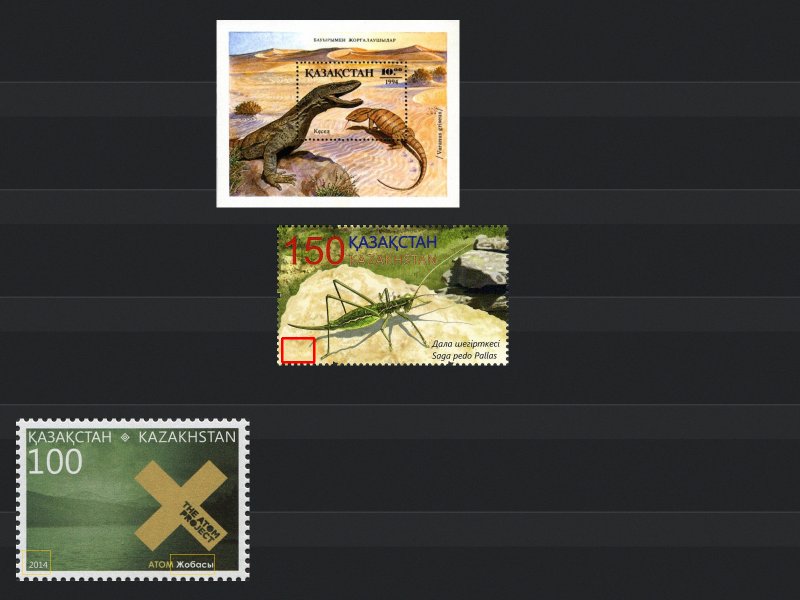 БАУЫРЫМЕН ЖОРҒАЛАУШЫЛАР
ҚАЗАҚСТАН 10.00
1994
Кесел
/ Varanus griseus /
150 ҚАЗАҚСТАН
KAZAKHSTAN
Дала шегірткесі
Saga pedo Pallas
ҚАЗАҚСТАН KAZAKHSTAN
100
THE ATOM
PROJECT
2014 АТОМ Жобасы